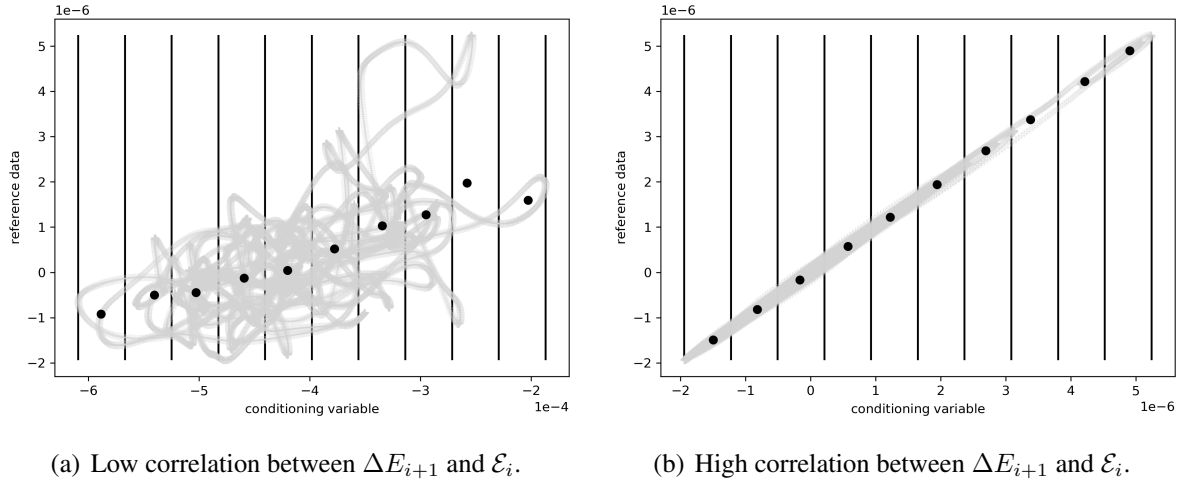 1e−6
5
4
3
2
1
0
−1
−2
reference data
−6 −5 −4 −3 −2
conditioning variable
1e−4
(a) Low correlation between ΔE_{i+1} and ℰ_i.
1e−6
5
4
3
2
1
0
−1
−2
reference data
−2 −1 0 1 2 3 4 5
conditioning variable
1e−6
(b) High correlation between ΔE_{i+1} and ℰ_i.